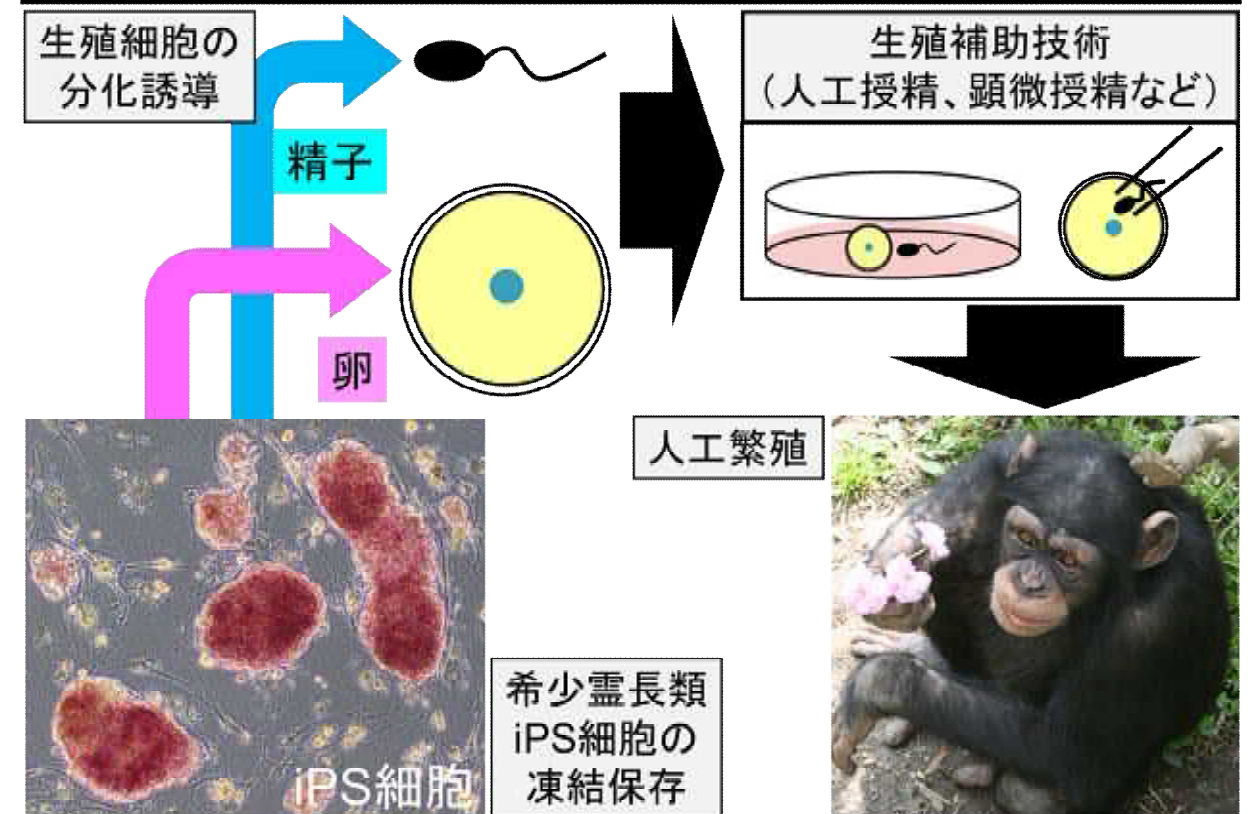 生殖細胞の
分化誘導
精子
卵
生殖補助技術
（人工授精、顕微授精など）
人工繁殖
希少霊長類
iPS細胞の
凍結保存
iPS細胞